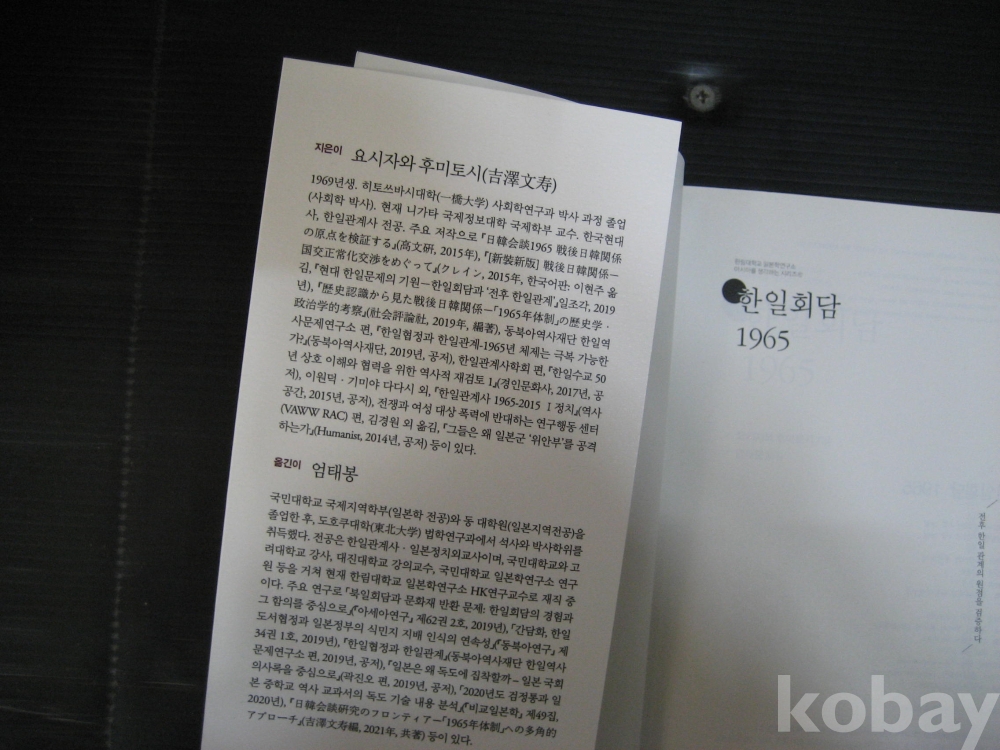 지은이 요시자와 후미토시(吉澤文寿)
1969년생. 히토쓰바시대학(一橋大学) 사회학연구과 박사 과정 졸업
(사회학 박사). 현재 니가타 국제정보대학 국제학부 교수. 한국현대
사, 한일관계사 전공. 주요 저작으로 『日韓会談1965 戦後日韓関係
の原点を検証する』(高文研, 2015年), 『[新装新版] 戦後日韓関係ー
国交正常化交渉をめぐって』(クレイン, 2015年, 한국어판: 이현주 옮
김, 『현대 한일문제의 기원ー한일회담과 ‘전후 한일관계』, 일조각, 2019
년), 『歴史認識から見た戦後日韓関係ー「1965年体制」の歴史学·
政治学的考察』(社会評論社, 2019年, 編著), 동북아역사재단 한일역
사문제연구소 편, 『한일협정과 한일관계-1965년 체제는 극복 가능한
가?』(동북아역사재단, 2019년, 공저), 한일관계사학회 편, 『한일수교 50
년 상호 이해와 협력을 위한 역사적 재검토 1』(경인문화사, 2017년, 공
저), 이원덕·기미야 다다시 외, 『한일관계사 1965-2015 Ⅰ정치』(역사
공간, 2015년, 공저), 전쟁과 여성 대상 폭력에 반대하는 연구행동 센터
(VAWW RAC) 편, 김경원 외 옮김, 『그들은 왜 일본군 ‘위안부’를 공격
하는가』(Humanist, 2014년, 공저) 등이 있다.
옮긴이 엄태봉
국민대학교 국제지역학부(일본학 전공)와 동 대학원(일본지역전공)을
졸업한 후, 도호쿠대학(東北大学) 법학연구과에서 석사와 박사학위를
취득했다. 전공은 한일관계사·일본정치외교사이며, 국민대학교와 고
려대학교 강사, 대진대학교 강의교수, 국민대학교 일본학연구소 연구
원 등을 거쳐 현재 한림대학교 일본학연구소 HK연구교수로 재직 중
이다. 주요 연구로 「북일회담과 문화재 반환 문제: 한일회담의 경험과
그 함의를 중심으로」(『아세아연구』 제62권 2호, 2019년), 「간담화, 한일
도서협정과 일본정부의 식민지 지배 인식의 연속성」(『동북아연구』 제
34권 1호, 2019년), 『한일협정과 한일관계』(동북아역사재단 한일역사
문제연구소 편, 2019년, 공저), 『일본은 왜 독도에 집착할까 – 일본 국회
의사록을 중심으로』(곽진오 편, 2019년, 공저), 「2020년도 검정통과 일
본 중학교 역사 교과서의 독도 기술 내용 분석」(『비교일본학』 제49집,
2020년), 『日韓会談研究のフロンティアー「1965年体制」への多角的
アプローチ』(吉澤文寿編, 2021年, 共著) 등이 있다.
한림대학교 일본학연구소
한일회담
1965
전후 한일 관계의 원점을 검증하다
kobay